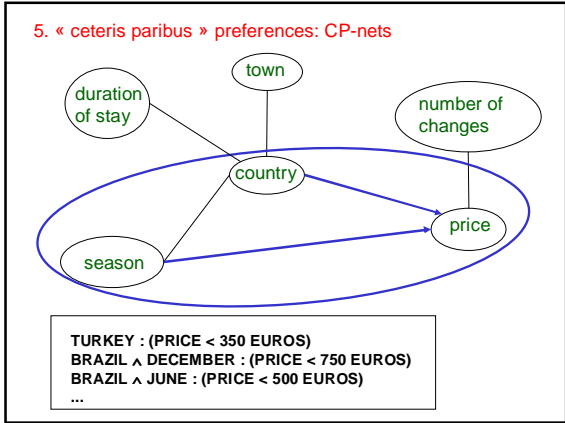 5. « ceteris paribus » preferences: CP-nets
town
duration
of stay
number of
changes
country
price
season
TURKEY : (PRICE < 350 EUROS)
BRAZIL ∧ DECEMBER : (PRICE < 750 EUROS)
BRAZIL ∧ JUNE : (PRICE < 500 EUROS)
...